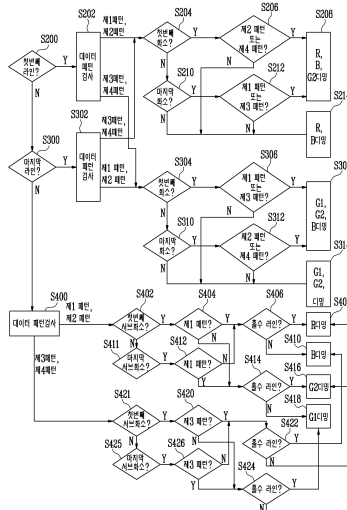 S200
첫번째
라인?
Y
N
S202
데이터
패턴
검사
제1패턴,
제2패턴
제3패턴,
제4패턴
S204
첫번째
화소?
Y
N
S206
제2 패턴
또는
제4 패턴?
Y
N
S208
R,
B,
G2디밍
S210
마지막
화소?
Y
N
S212
제1 패턴
또는
제3 패턴?
Y
N
R,
B디밍
S300
마지막
라인?
Y
N
S302
데이터
패턴
검사
제3패턴,
제4패턴
제1 패턴,
제2 패턴
S304
첫번째
화소?
Y
N
S306
제1 패턴
또는
제3 패턴?
Y
N
G1,
G2,
B디밍
S310
마지막
화소?
Y
N
S312
제2 패턴
또는
제4 패턴?
Y
N
G1,
G2,
디밍
S400
데이터 패턴검사
제1 패턴,
제2 패턴
제3패턴,
제4패턴
S402
첫번째
서브화소?
Y
N
S404
제1 패턴?
Y
N
S406
홀수 라인?
Y
N
R디밍
S410
B디밍
S411
마지막
서브화소?
Y
S412
제1 패턴?
N
Y
S414
홀수 라인?
Y
N
S416
G2디밍
S418
G1디밍
S421
첫번째
서브화소?
Y
N
S420
제3 패턴?
Y
N
S422
홀수 라인?
Y
N
S425
마지막
서브화소?
Y
S426
제3 패턴?
N
Y
S424
홀수 라인?
Y
N